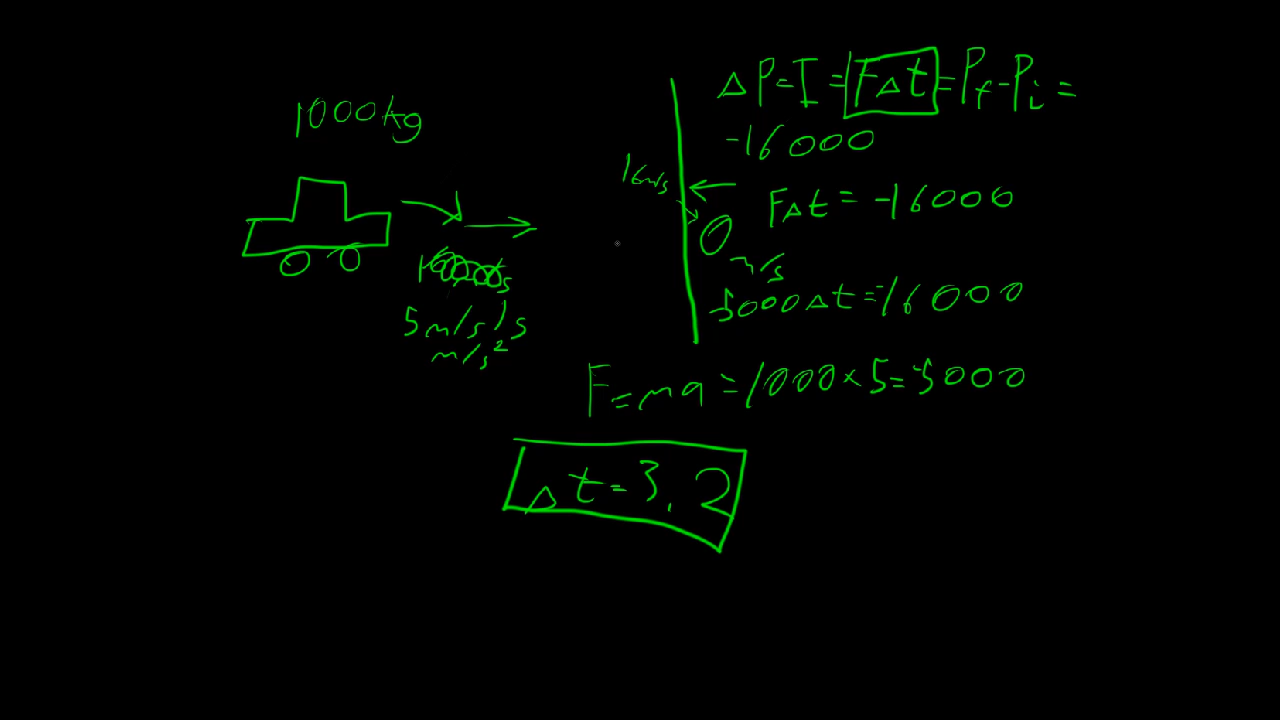 1000kg
5m/s/s
m/s²
16m/s
0
m/s
ΔP=I=FΔt=Pf-Pi=
-16000
FΔt=-16000
-5000Δt=-16000
F=ma=1000×5=5000
Δt=3.2